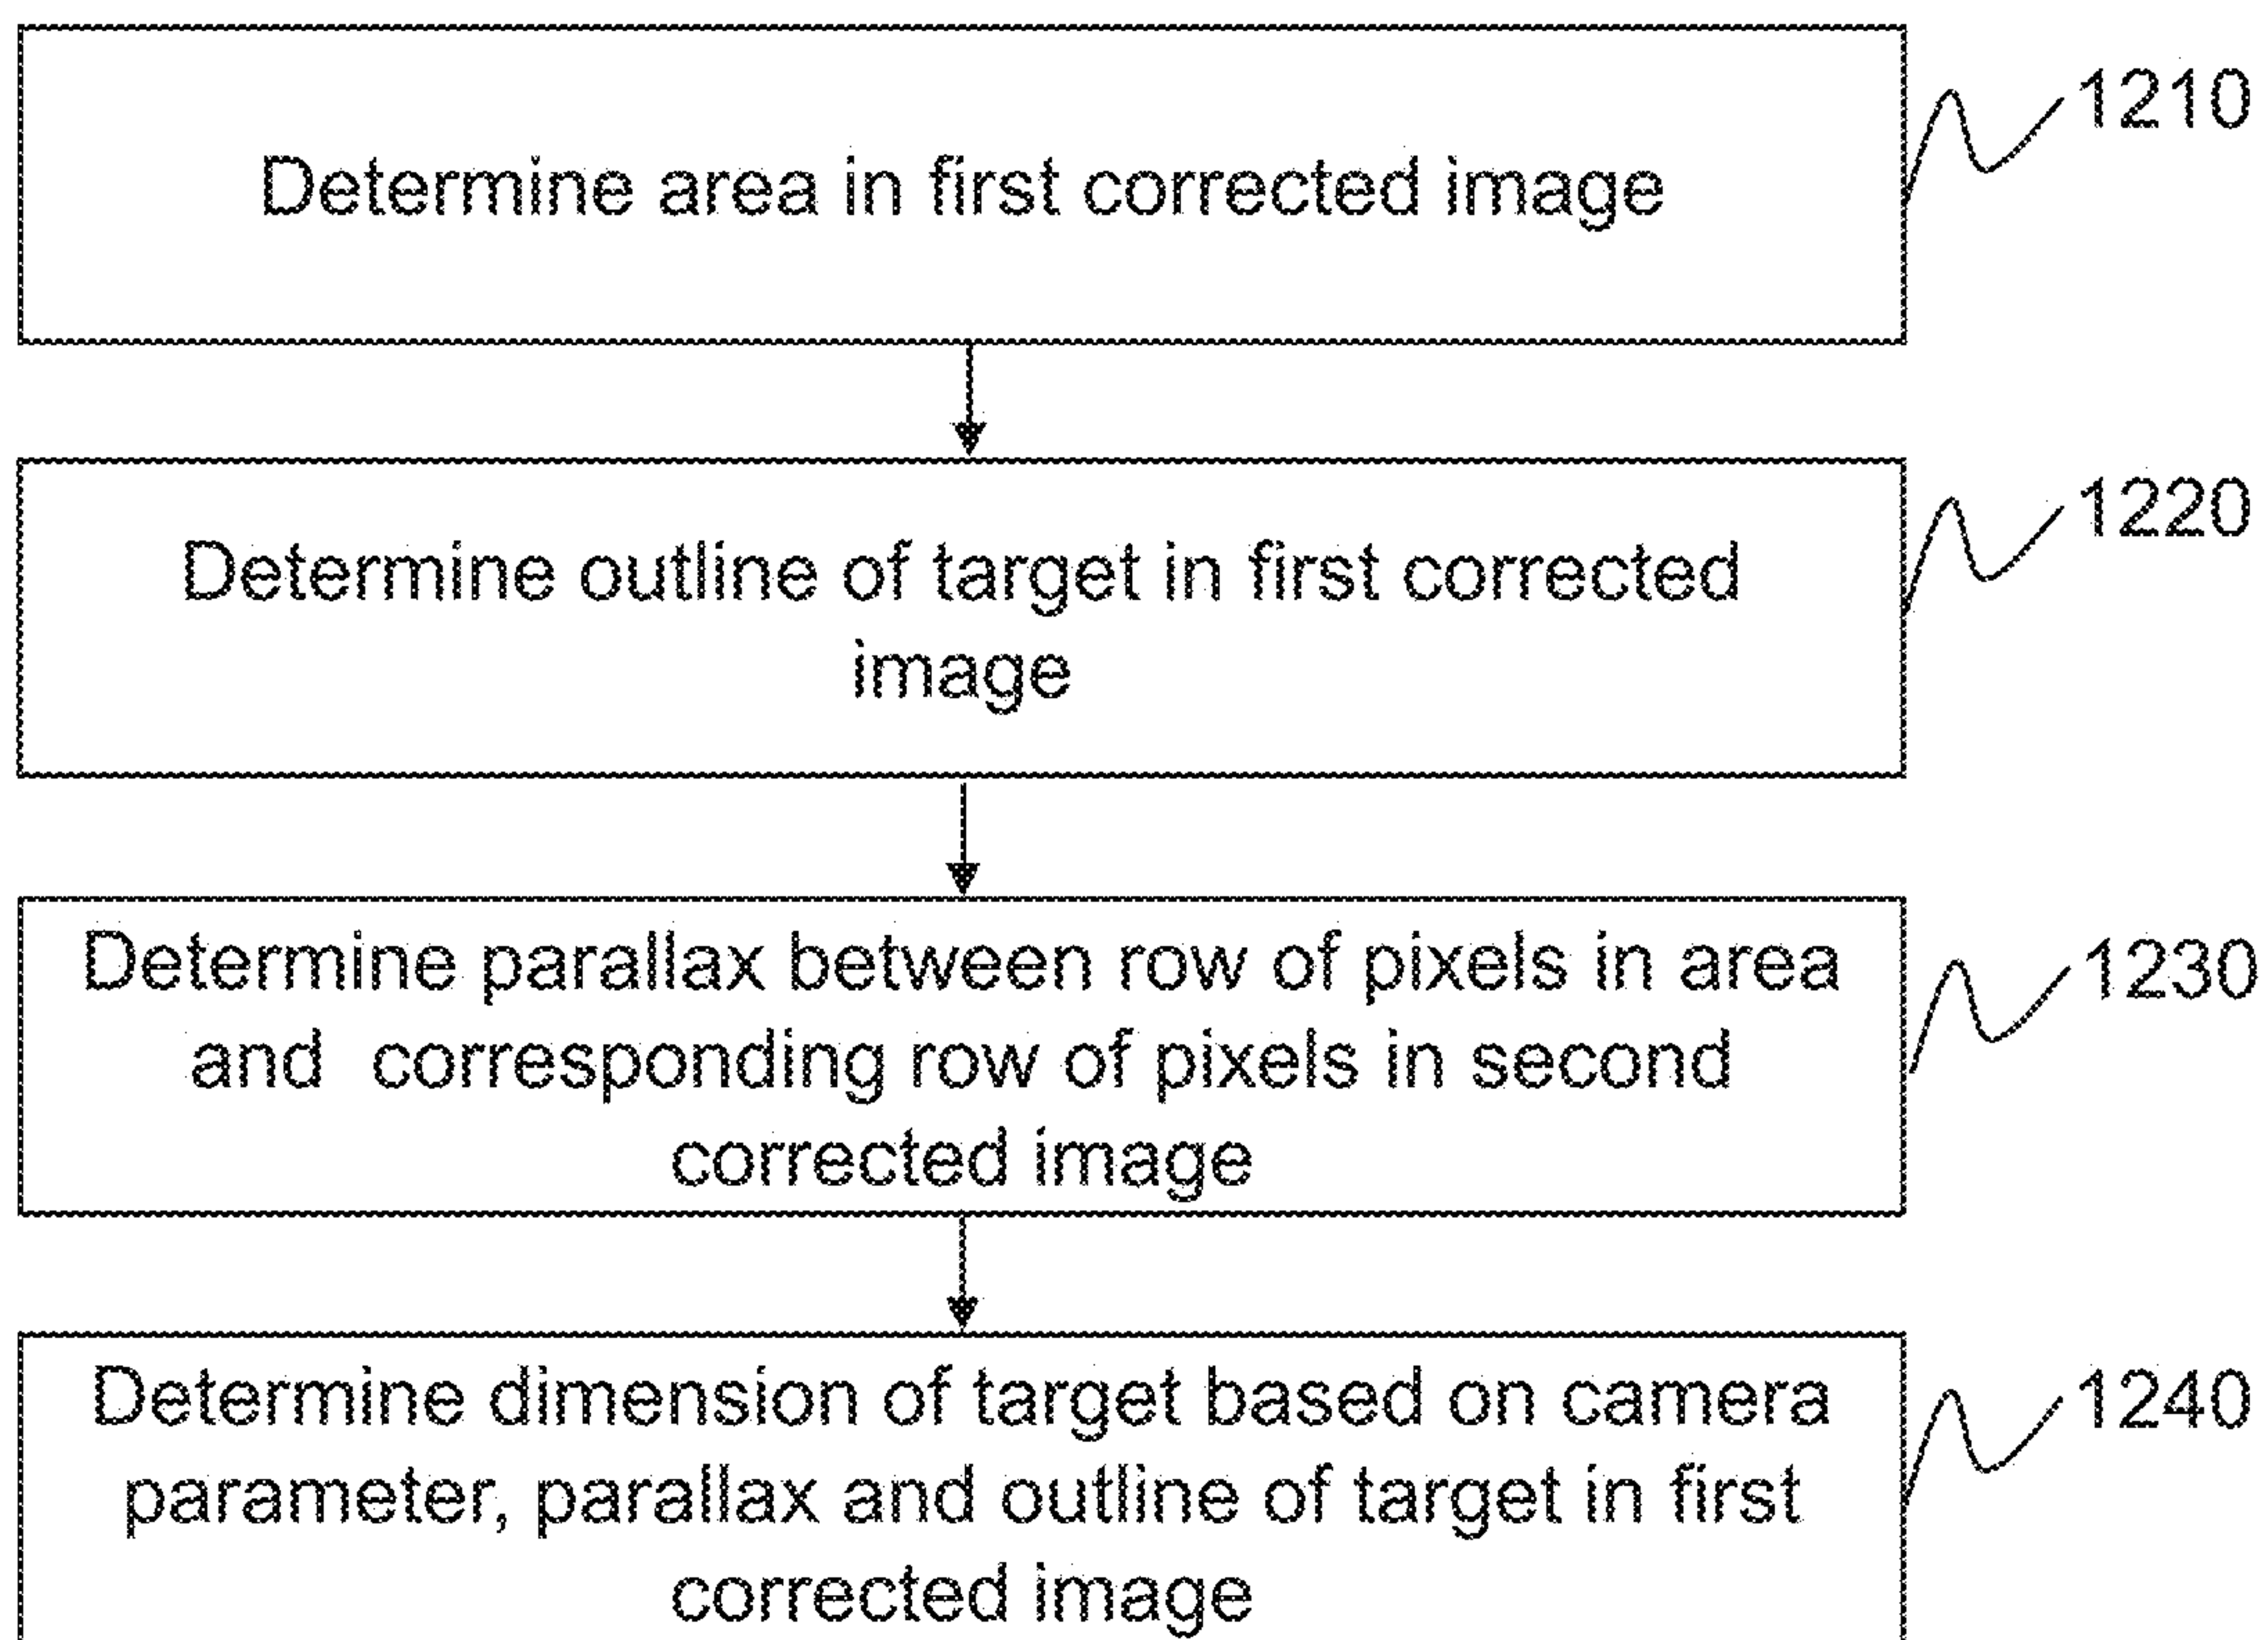 1210
Determine area in first corrected image
1220
Determine outline of target in first corrected
image
1230
Determine parallax between row of pixels in area
and corresponding row of pixels in second
corrected image
1240
Determine dimension of target based on camera
parameter, parallax and outline of target in first
corrected image